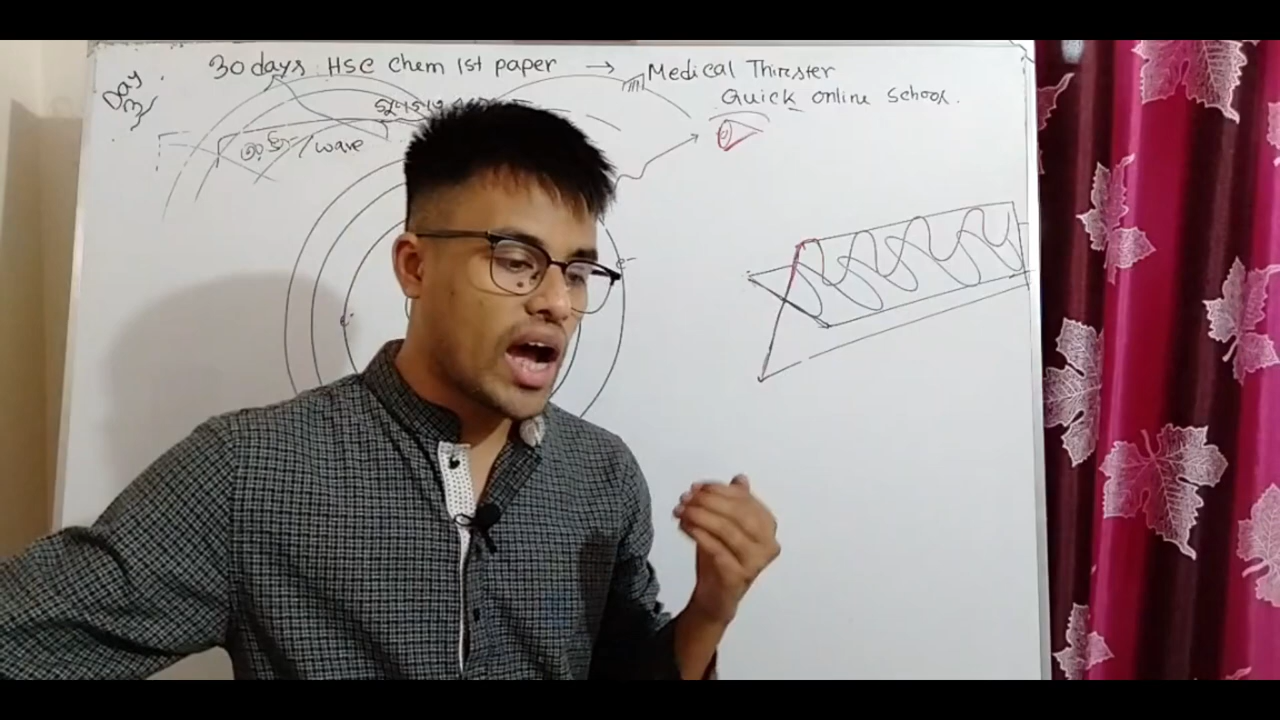 Day
3
30 days HSC Chem 1st paper → Medical Thirster
Quick online School.
/wave
e-
e-